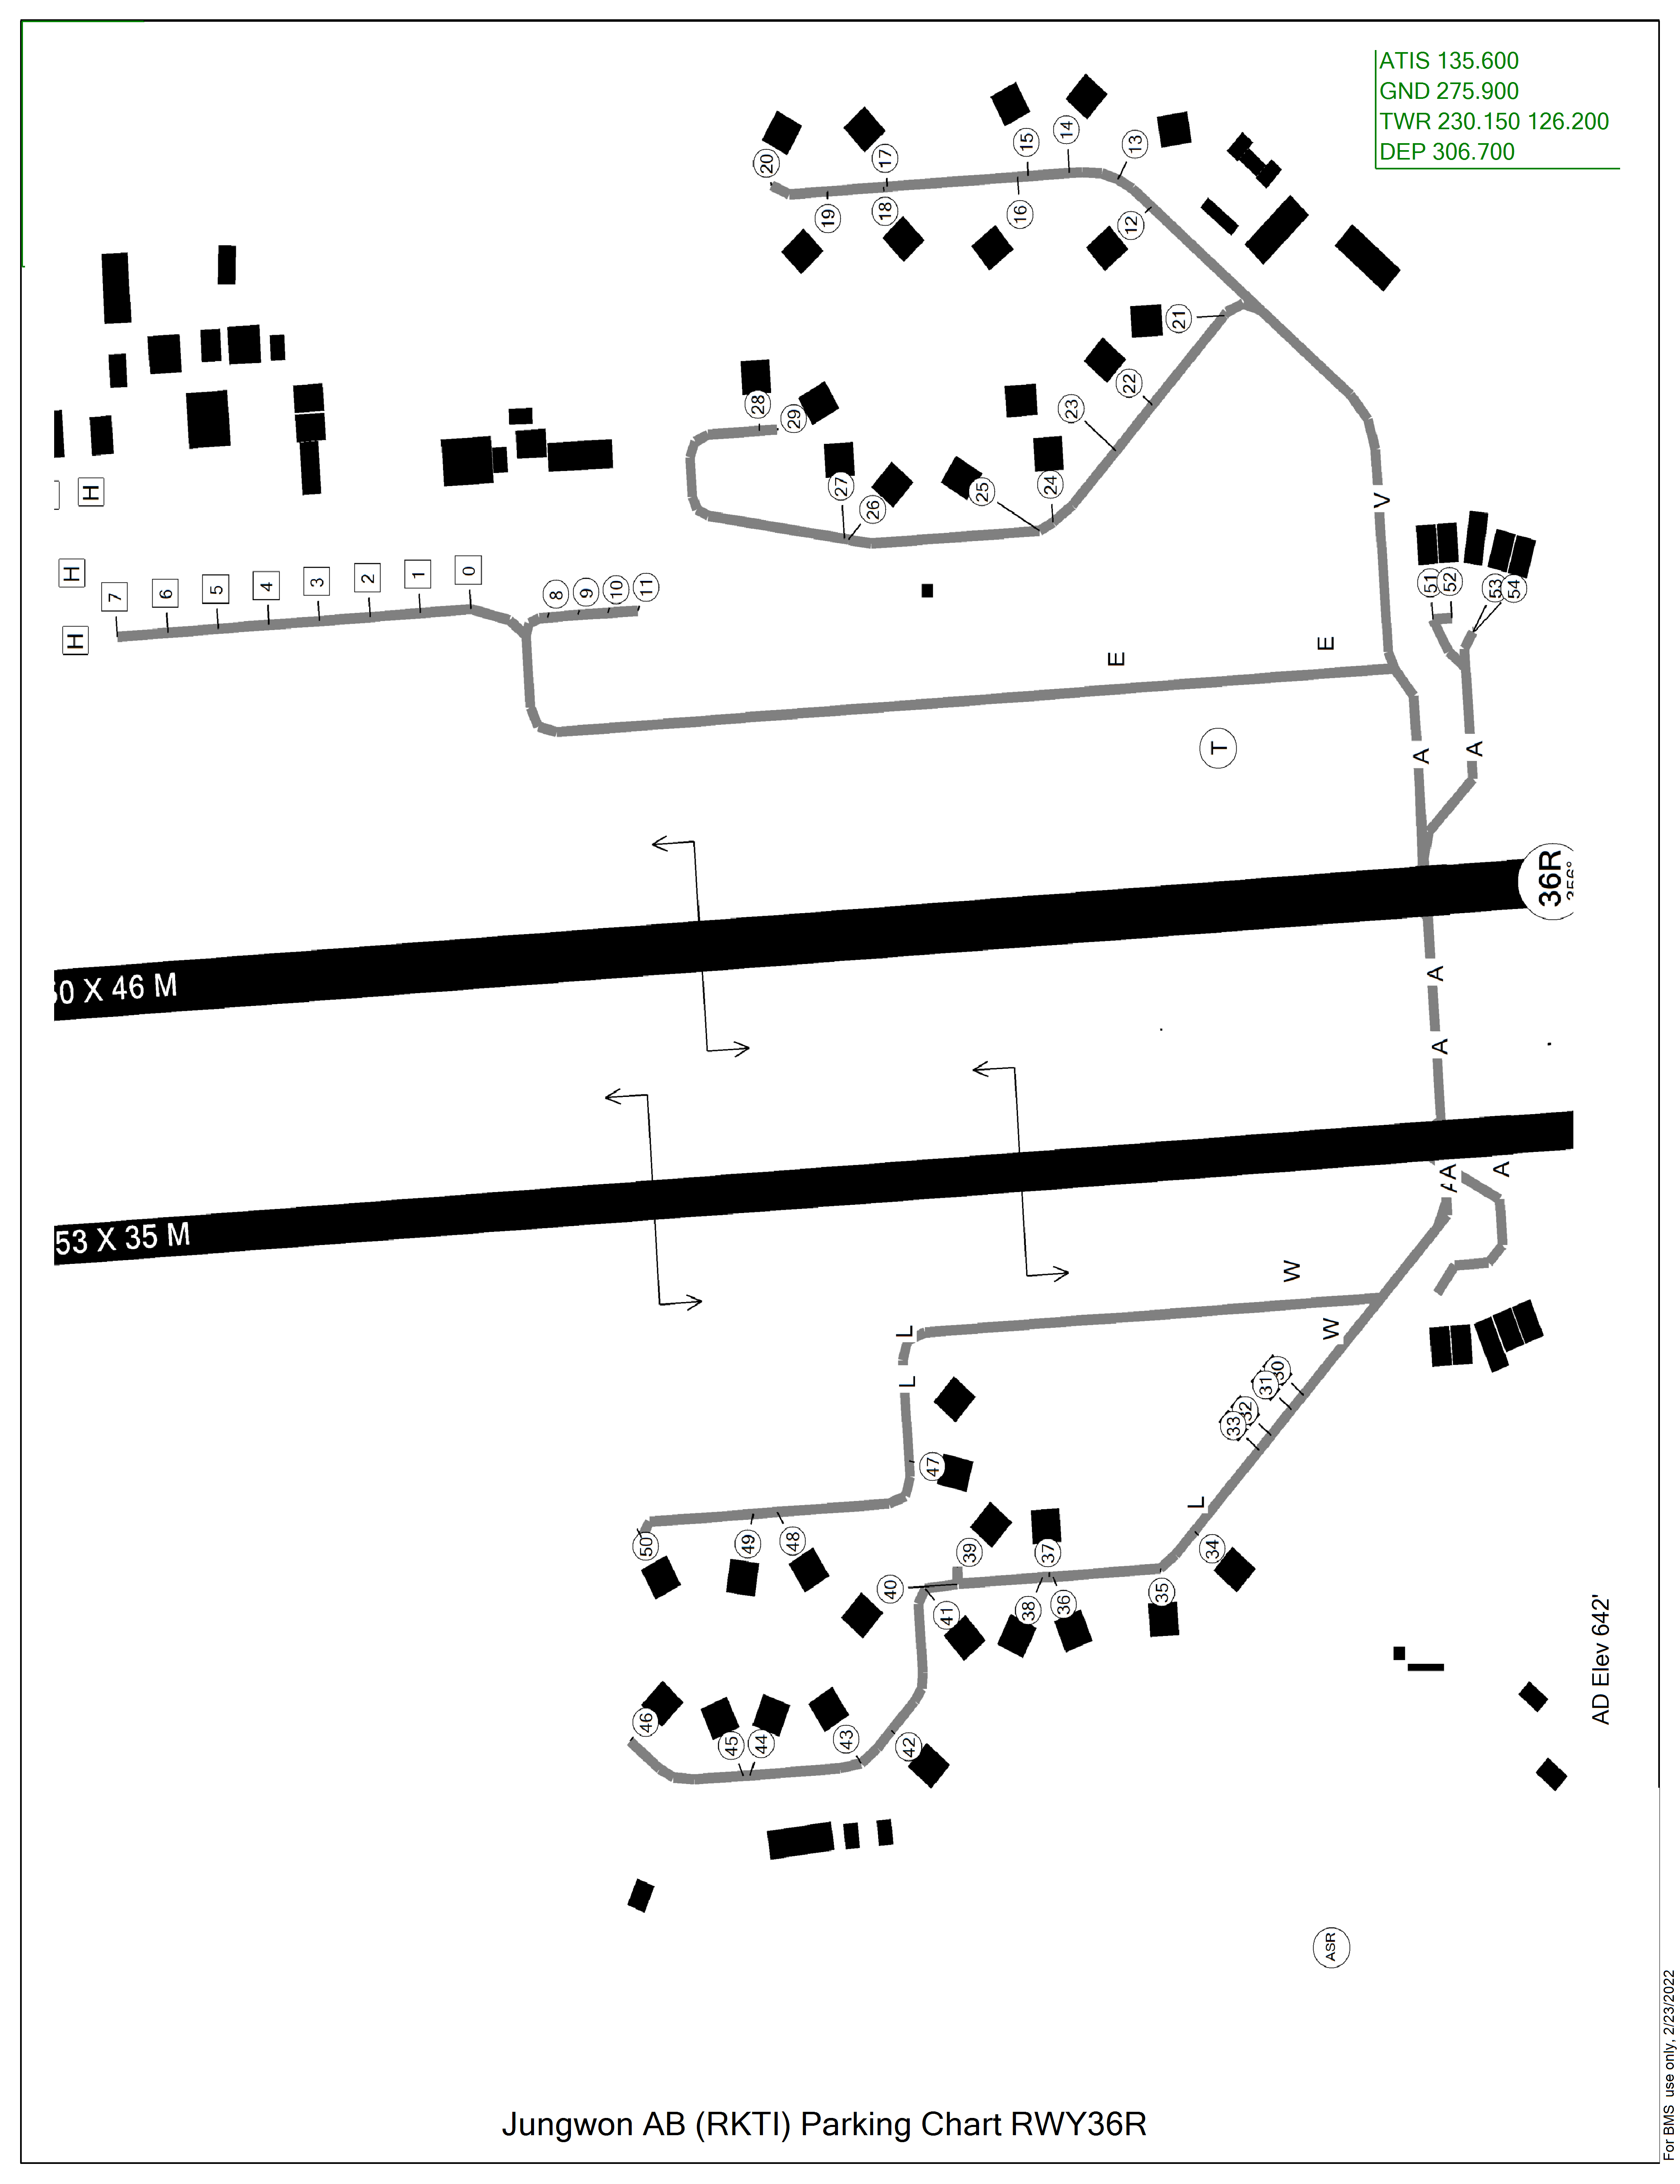 ATIS 135.600
GND 275.900
TWR 230.150 126.200
DEP 306.700
20
17
15
14
13
19
18
16
12
21
22
23
28
29
27
26
25
24
H
H
H
7
6
5
4
3
2
1
0
8
9
10
11
V
51
52
53
54
E
E
T
A
A
36R
356°
X 46 M
A
A
53 X 35 M
A
A
A
W
W
L
L
31
33
L
47
50
49
48
39
37
34
40
41
38
36
35
46
45
44
43
42
AD Elev 642'
ASR
Jungwon AB (RKTI) Parking Chart RWY36R
For BMS use only, 2/23/2022